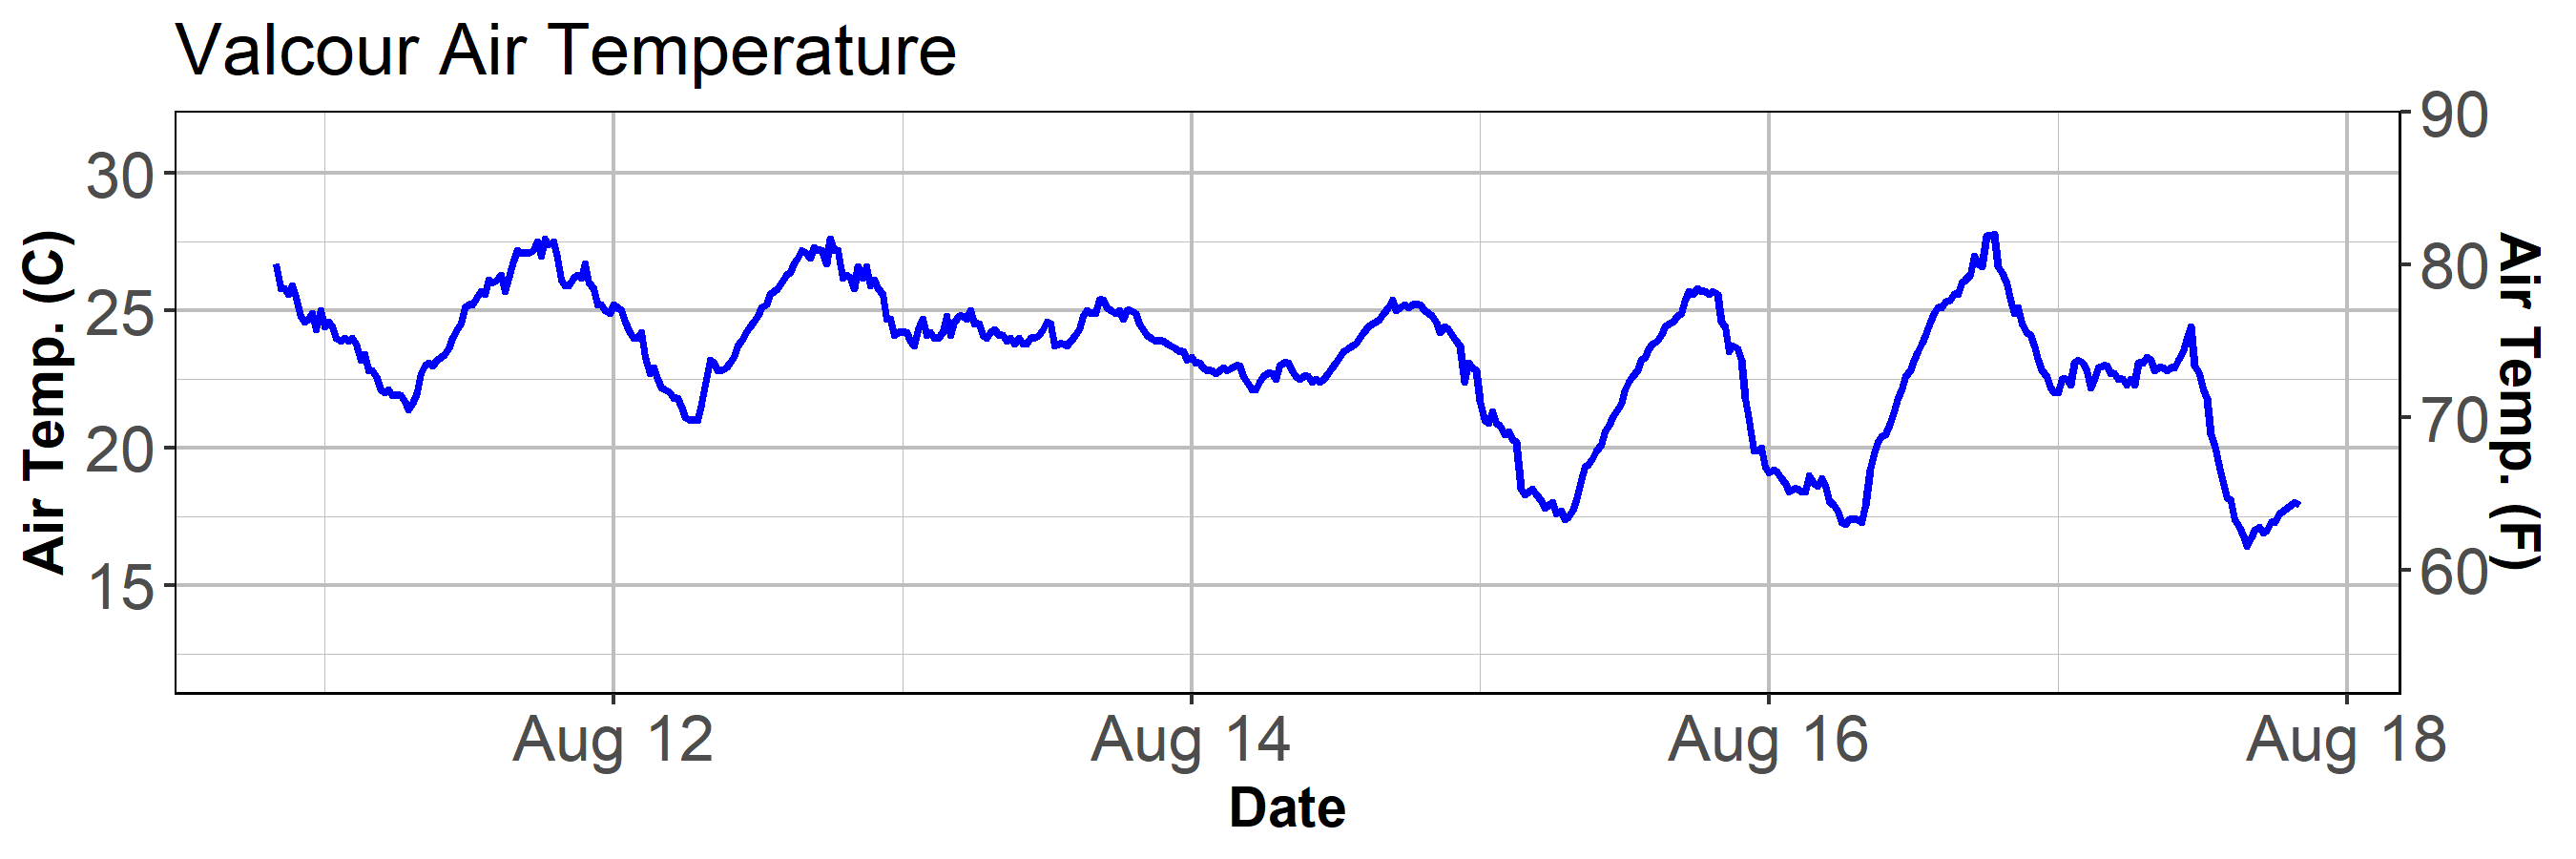 Valcour Air Temperature
Air Temp. (C)
30
25
20
15
90
80
70
60
Air Temp. (F)
Aug 12
Aug 14
Aug 16
Aug 18
Date